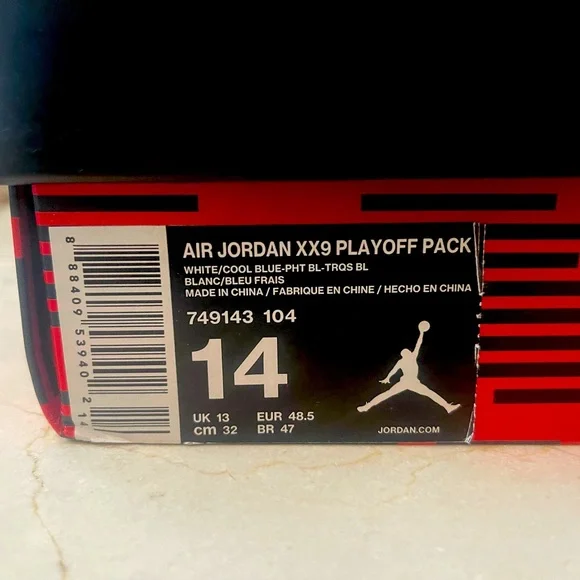 AIR JORDAN XX9 PLAYOFF PACK
WHITE/COOL BLUE-PHT BL-TRQS BL
BLANC/BLEU FRAIS
MADE IN CHINA / FABRIQUE EN CHINE / HECHO EN CHINA
749143 104
14
UK 13 EUR 48.5
cm 32 BR 47
JORDAN.COM
8 88409 53940 2 14